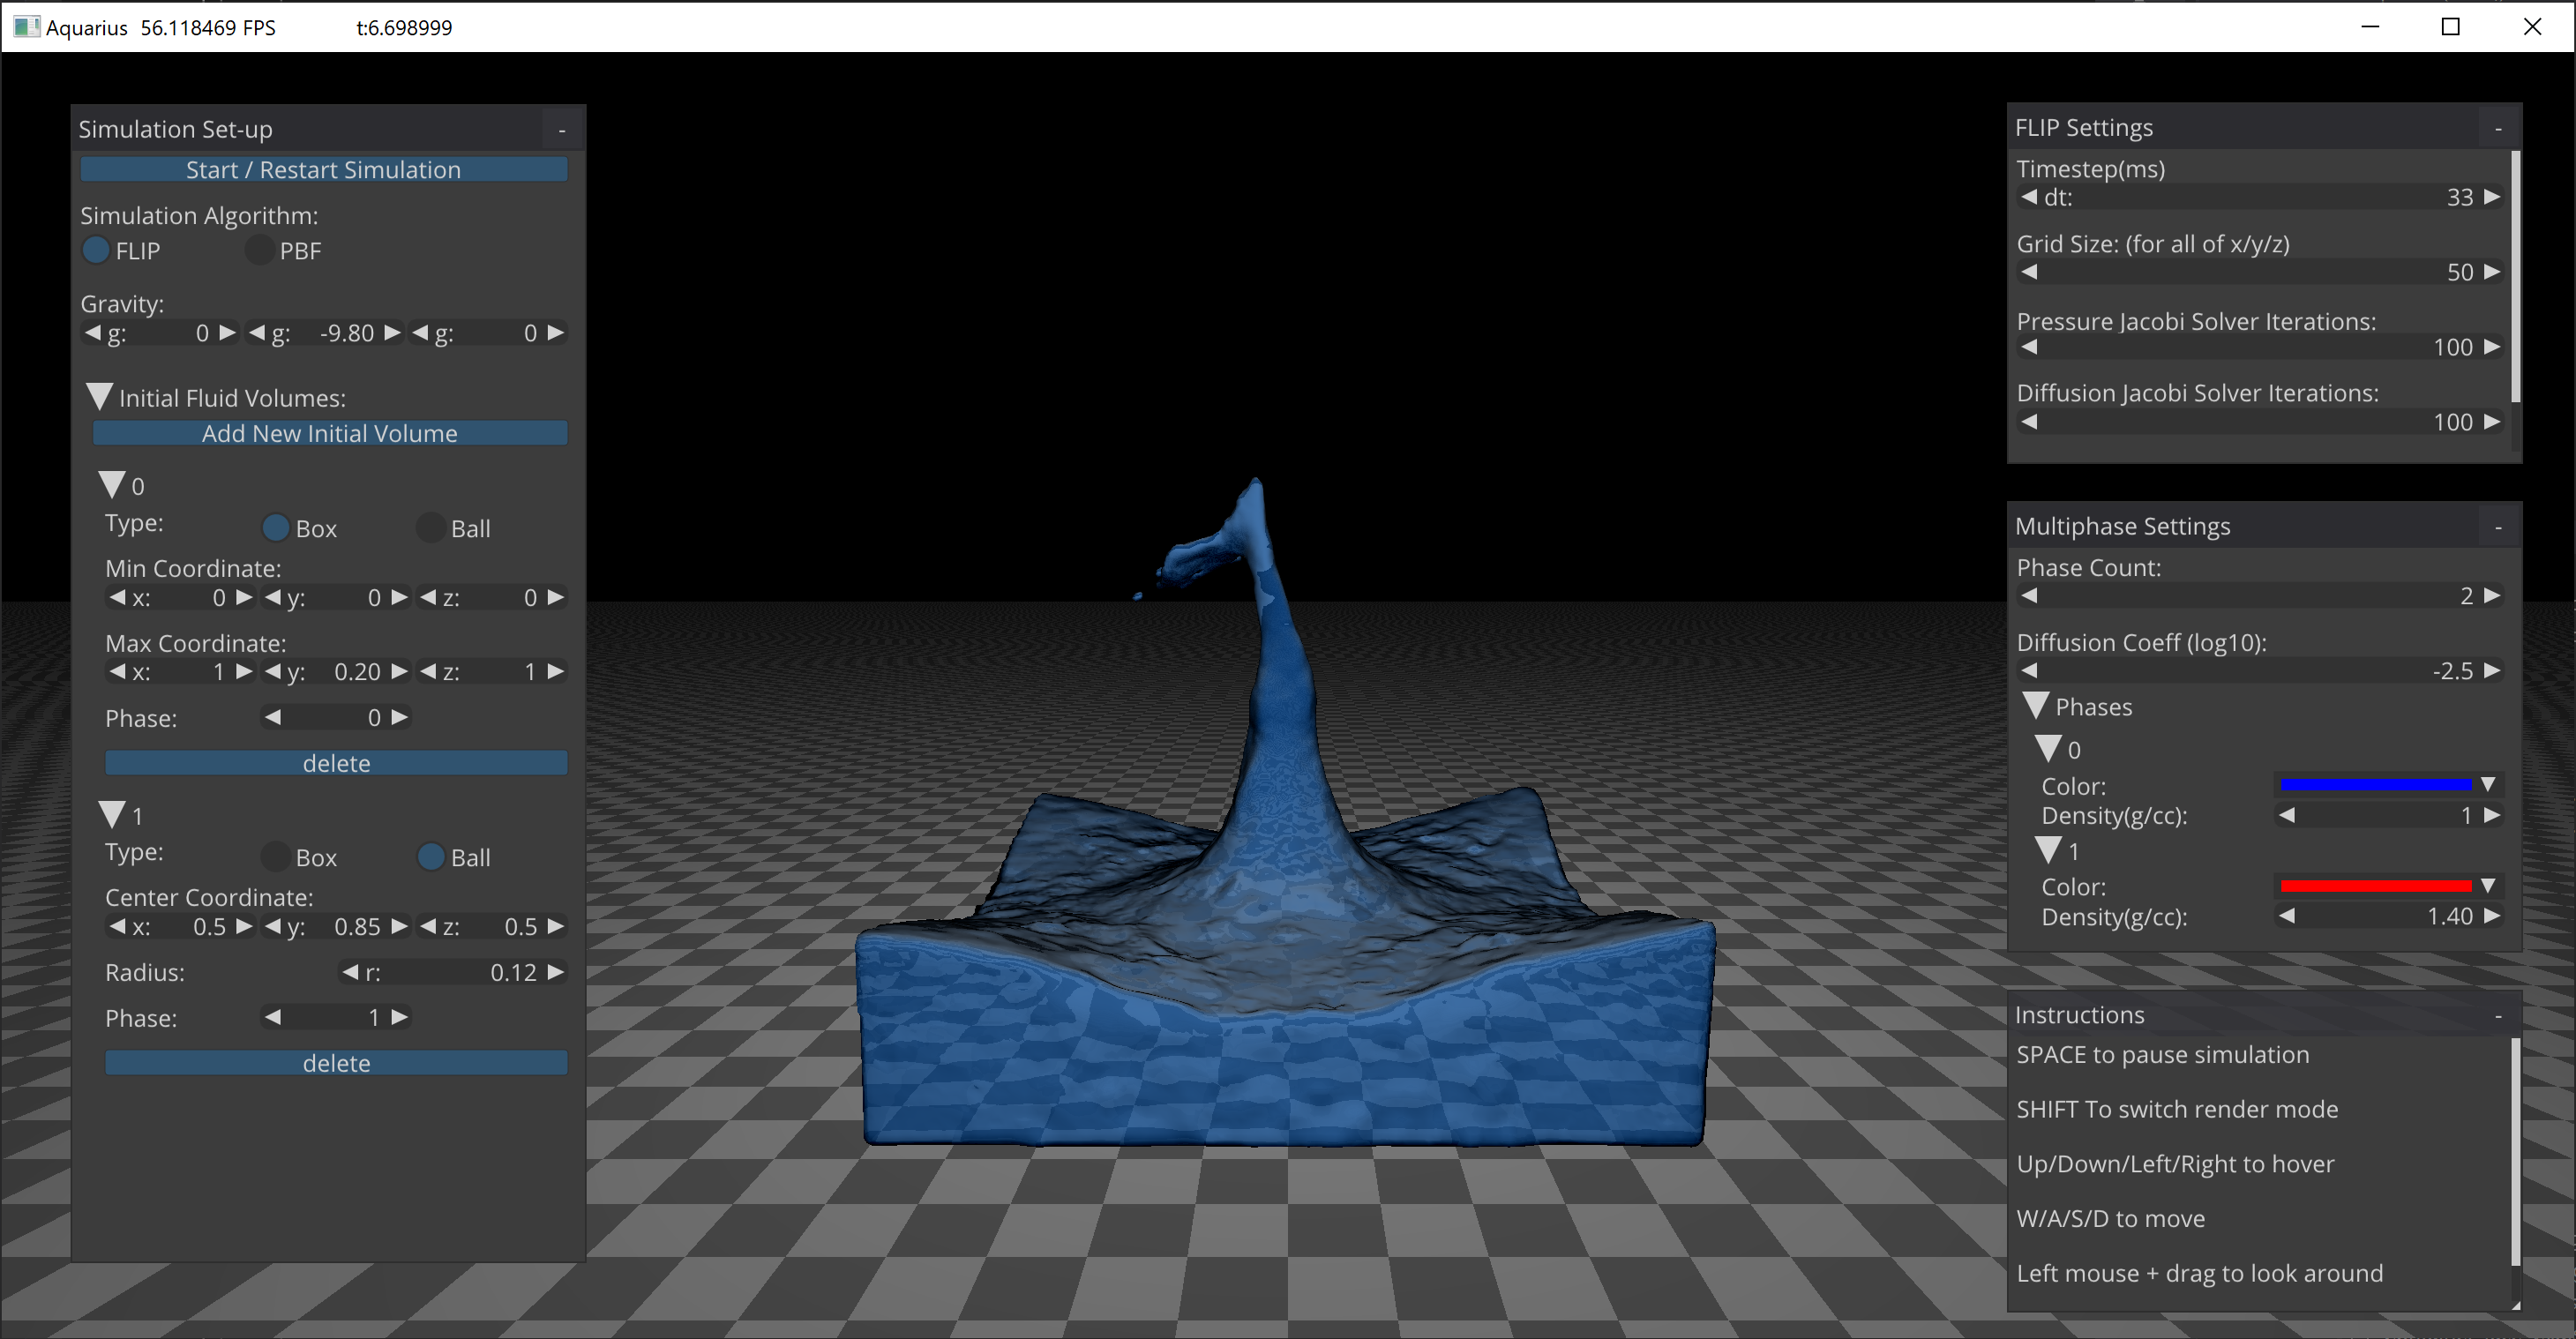 Aquarius 56.118469 FPS t:6.698999
Simulation Set-up -
Start / Restart Simulation
Simulation Algorithm:
FLIP PBF
Gravity:
g: 0 g: -9.80 g: 0
Initial Fluid Volumes:
Add New Initial Volume
0
Type: Box Ball
Min Coordinate:
x: 0 y: 0 z: 0
Max Coordinate:
x: 1 y: 0.20 z: 1
Phase: 0
delete
1
Type: Box Ball
Center Coordinate:
x: 0.5 y: 0.85 z: 0.5
Radius: r: 0.12
Phase: 1
delete
FLIP Settings -
Timestep(ms)
dt: 33
Grid Size: (for all of x/y/z)
50
Pressure Jacobi Solver Iterations:
100
Diffusion Jacobi Solver Iterations:
100
Multiphase Settings -
Phase Count:
2
Diffusion Coeff (log10):
-2.5
Phases
0
Color:
Density(g/cc): 1
1
Color:
Density(g/cc): 1.40
Instructions -
SPACE to pause simulation
SHIFT To switch render mode
Up/Down/Left/Right to hover
W/A/S/D to move
Left mouse + drag to look around